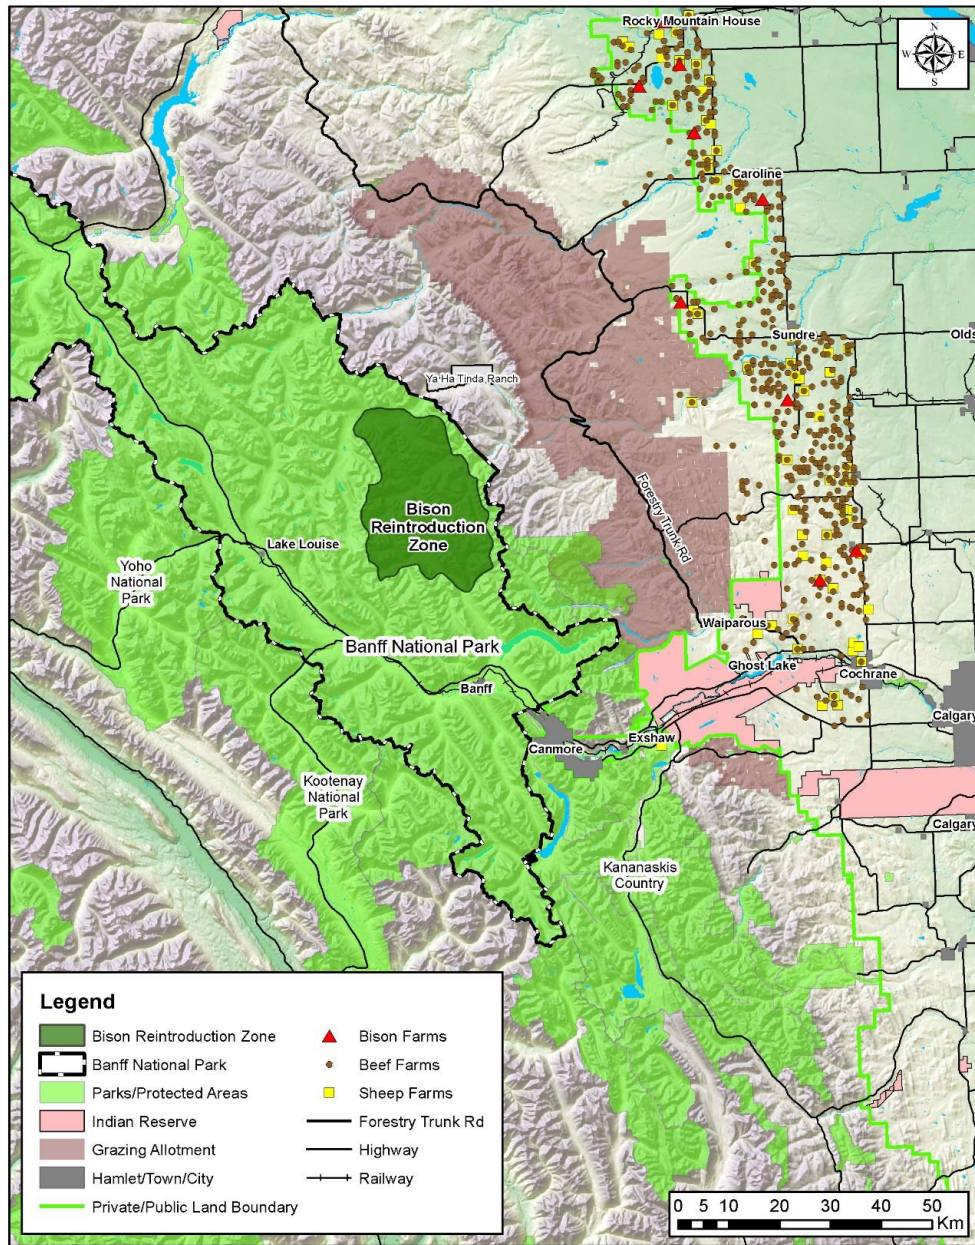 Rocky Mountain House
N
W
E
S
Caroline
Sundre
Olds
Ya Ha Tinda Ranch
Bison
Reintroduction
Zone
Forestry Trunk Rd
Lake Louise
Yoho
National
Park
Waiparous
Banff National Park
Ghost Lake
Cochrane
Banff
Calgary
Exshaw
Canmore
Kootenay
National
Park
Calgary
Kananaskis
Country
Legend
Bison Reintroduction Zone
Banff National Park
Parks/Protected Areas
Indian Reserve
Grazing Allotment
Hamlet/Town/City
Private/Public Land Boundary
Bison Farms
Beef Farms
Sheep Farms
Forestry Trunk Rd
Highway
Railway
0 5 10 20 30 40 50
Km